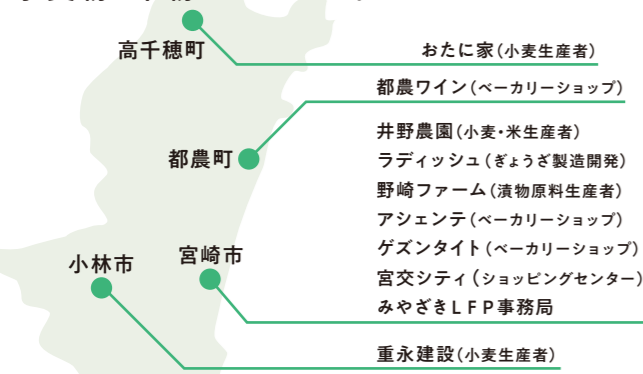 高千穂町
おたに家(小麦生産者)
都農ワイン(ベーカリーショップ)
都農町
井野農園(小麦・米生産者)
ラディッシュ(ぎょうざ製造開発)
野崎ファーム(漬物原料生産者)
アシェンテ(ベーカリーショップ)
ゲズンタイト(ベーカリーショップ)
宮交シティ(ショッピングセンター)
みやざきLFP事務局
宮崎市
小林市
重永建設(小麦生産者)